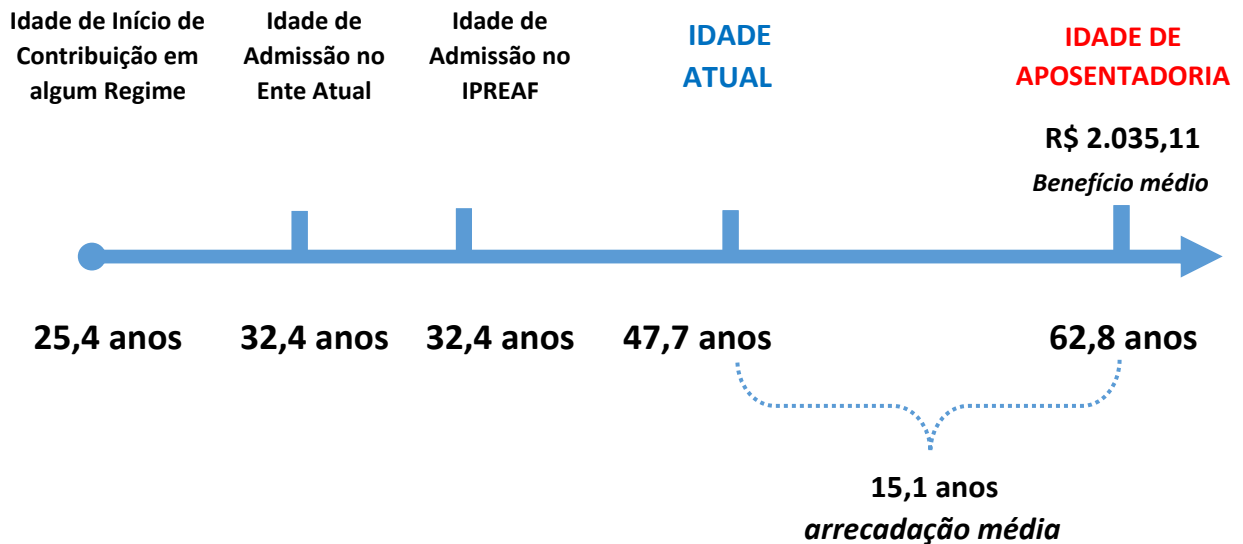 Idade de Início de
Contribuição em
algum Regime
Idade de
Admissão no
Ente Atual
Idade de
Admissão no
IPREAF
IDADE
ATUAL
IDADE DE
APOSENTADORIA
R$ 2.035,11
Benefício médio
25,4 anos
32,4 anos
32,4 anos
47,7 anos
62,8 anos
15,1 anos
arrecadação média